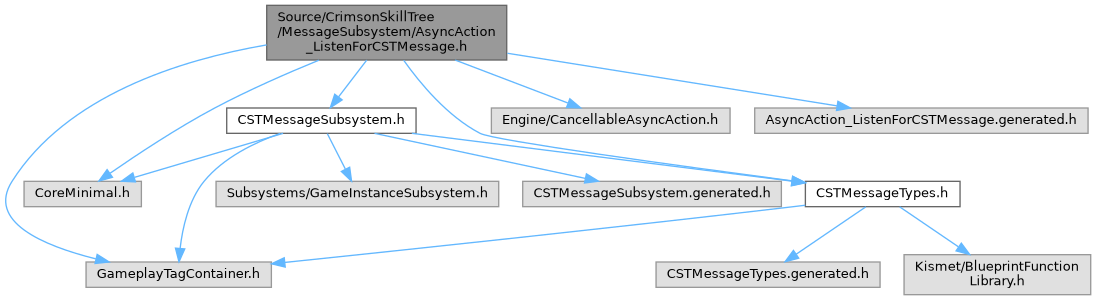 Source/CrimsonSkillTree
/MessageSubsystem/AsyncAction
_ListenForCSTMessage.h
CSTMessageSubsystem.h
Engine/CancellableAsyncAction.h
AsyncAction_ListenForCSTMessage.generated.h
CoreMinimal.h
Subsystems/GameInstanceSubsystem.h
CSTMessageSubsystem.generated.h
CSTMessageTypes.h
GameplayTagContainer.h
CSTMessageTypes.generated.h
Kismet/BlueprintFunction
Library.h